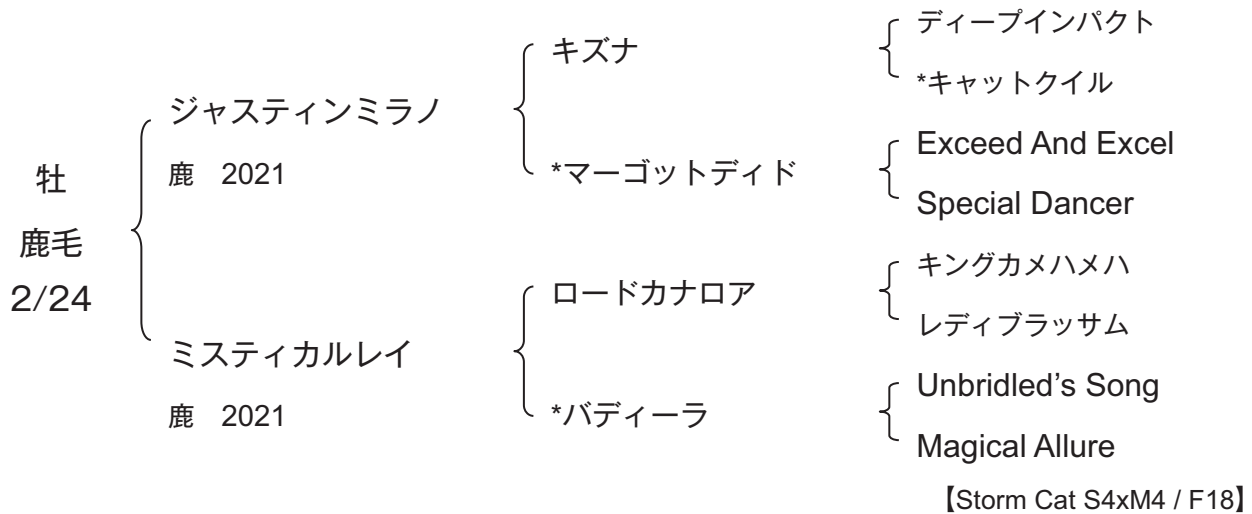 牡
鹿毛
2/24
ジャスティンミラノ
鹿 2021
ミスティカルレイ
鹿 2021
キズナ
*マーゴットディド
ロードカナロア
*バディーラ
ディープインパクト
*キャットクイル
Exceed And Excel
Special Dancer
キングカメハメハ
レディブラッサム
Unbridled’s Song
Magical Allure
【Storm Cat S4xM4 / F18】